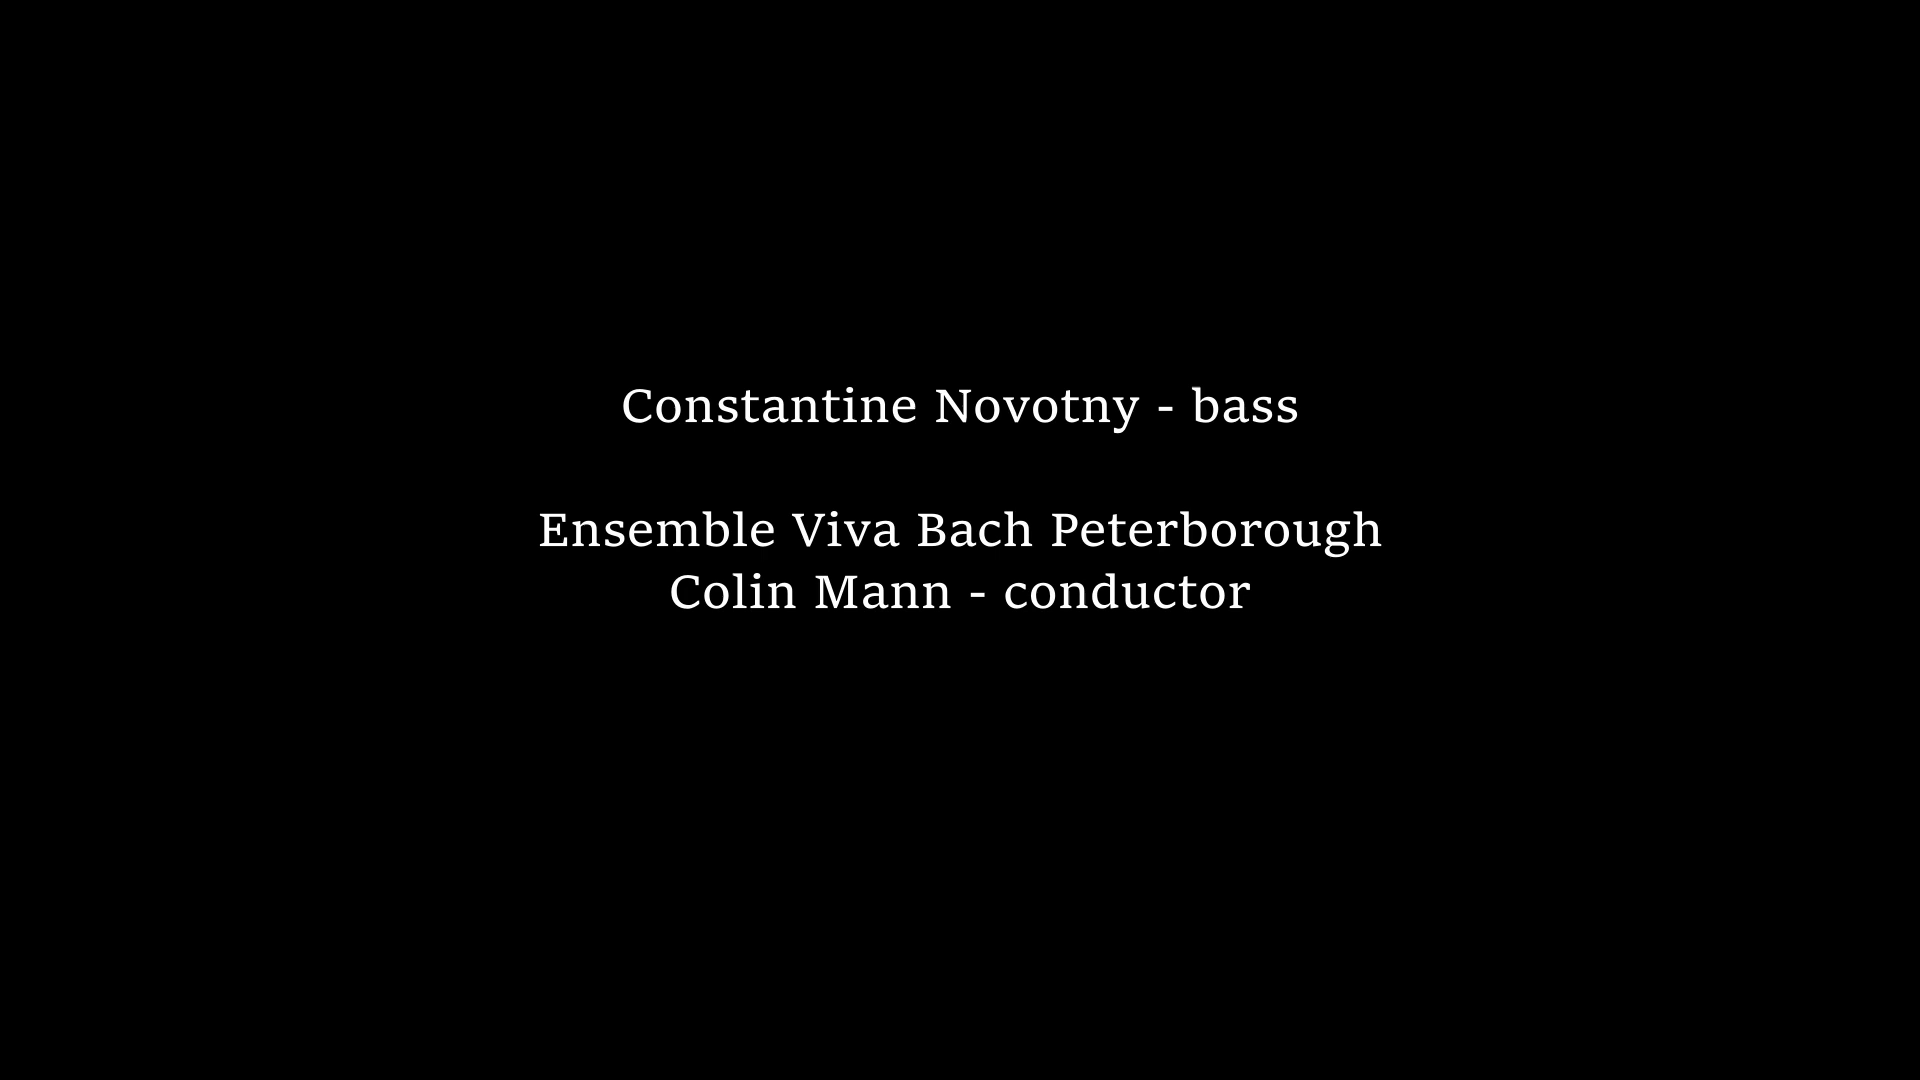 Constantine Novotny - bass
Ensemble Viva Bach Peterborough
Colin Mann - conductor